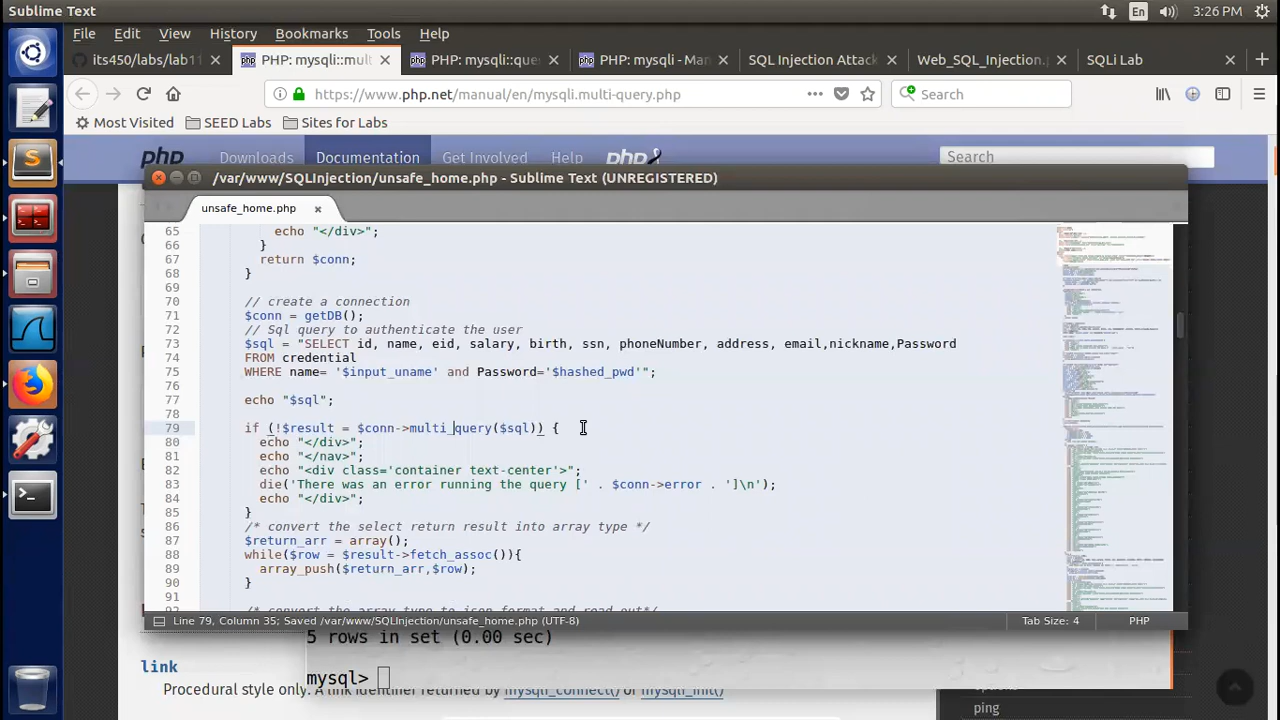 Sublime Text
En
3:26 PM
File Edit View History Bookmarks Tools Help
its450/labs/lab11
PHP: mysqli::mult
PHP: mysqli::que
PHP: mysqli - Man
SQL Injection Attack
Web_SQL_Injection.p
SQLi Lab
https://www.php.net/manual/en/mysqli.multi-query.php
Search
Most Visited SEED Labs Sites for Labs
php Downloads Documentation Get Involved Help php
Search
/var/www/SQLInjection/unsafe_home.php - Sublime Text (UNREGISTERED)
unsafe_home.php
65 echo "</div>";
66 }
67 return $conn;
68 }
69
70 // create a connection
71 $conn = getDB();
72 // Sql query to authenticate the user
73 $sql = "SELECT id, name, eid, salary, birth, ssn, phoneNumber, address, email,nickname,Password
74 FROM credential
75 WHERE name= '$input_uname' and Password='$hashed_pwd'";
76
77 echo "$sql";
78
79 if (!$result = $conn->multi_query($sql)) {
80 echo "</div>";
81 echo "</nav>";
82 echo "<div class='container text-center'>";
83 die('There was an error running the query [' . $conn->error . ']\n');
84 echo "</div>";
85 }
86 /* convert the select return result into array type */
87 $return_arr = array();
88 while($row = $result->fetch_assoc()){
89 array_push($return_arr,$row);
90 }
91
Line 79, Column 35; Saved /var/www/SQLInjection/unsafe_home.php (UTF-8)
Tab Size: 4
PHP
5 rows in set (0.00 sec)
mysql>
link
Procedural style only: A link identifier returned by mysqli_connect() or mysqli_init()
options
ping